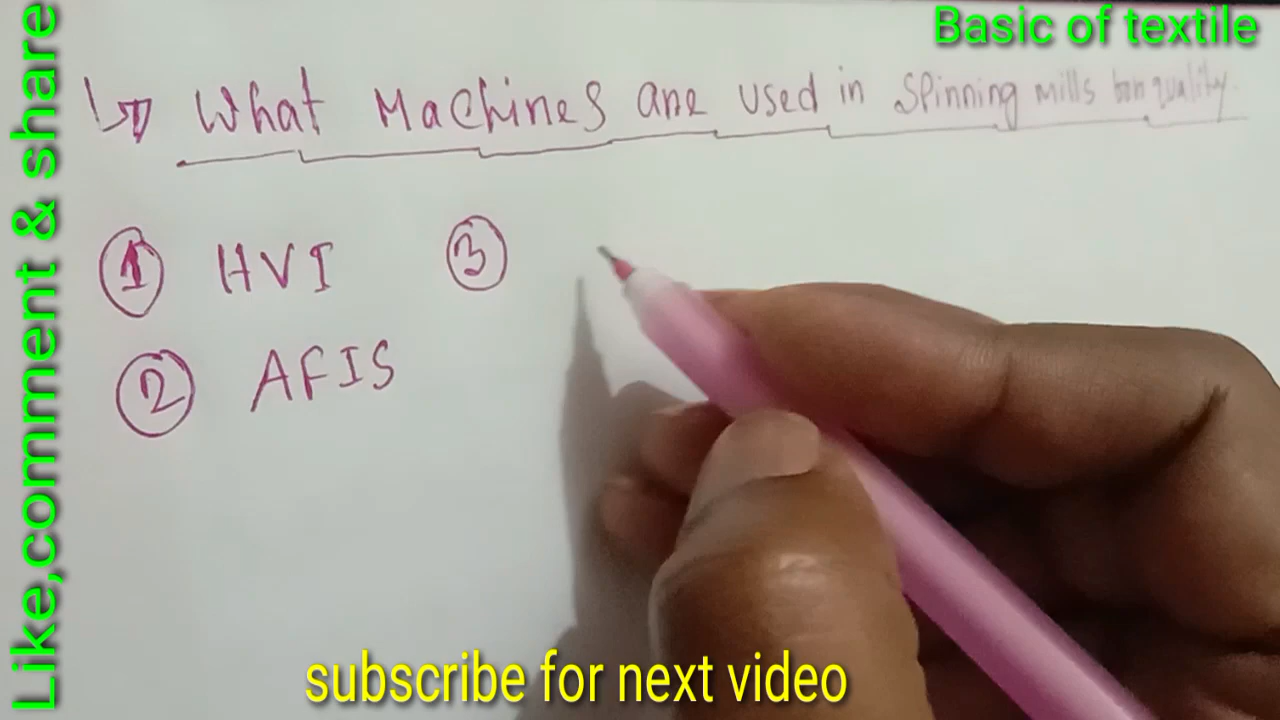 Basic of textile
What Machines are used in Spinning mills for quality.
① HVI ③
② AFIS
Like,comment & share
subscribe for next video